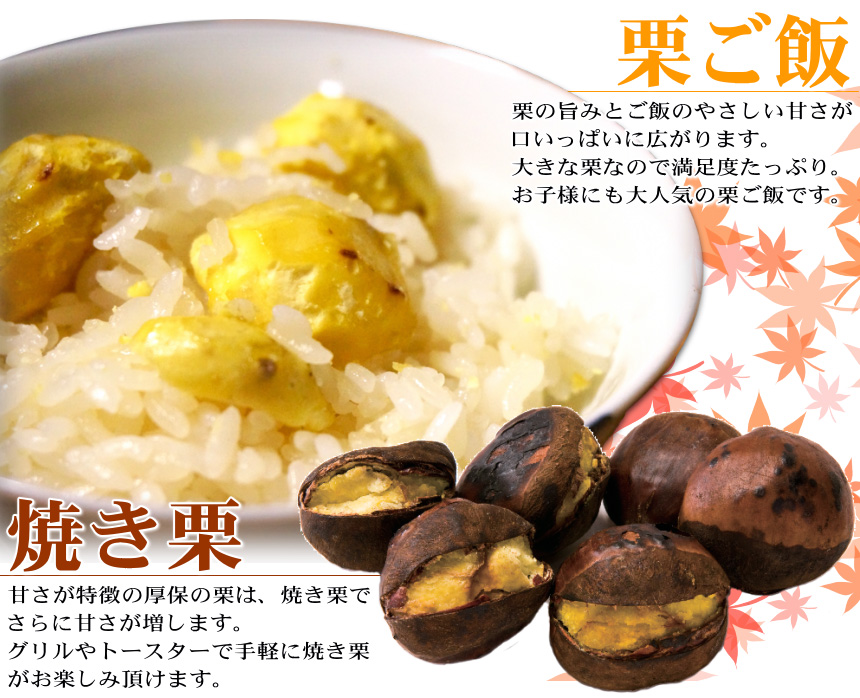 栗ご飯
栗の旨みとご飯のやさしい甘さが
口いっぱいに広がります。
大きな栗なので満足度たっぷり。
お子様にも大人気の栗ご飯です。
焼き栗
甘さが特徴の厚保の栗は、焼き栗で
さらに甘さが増します。
グリルやトースターで手軽に焼き栗
がお楽しみ頂けます。